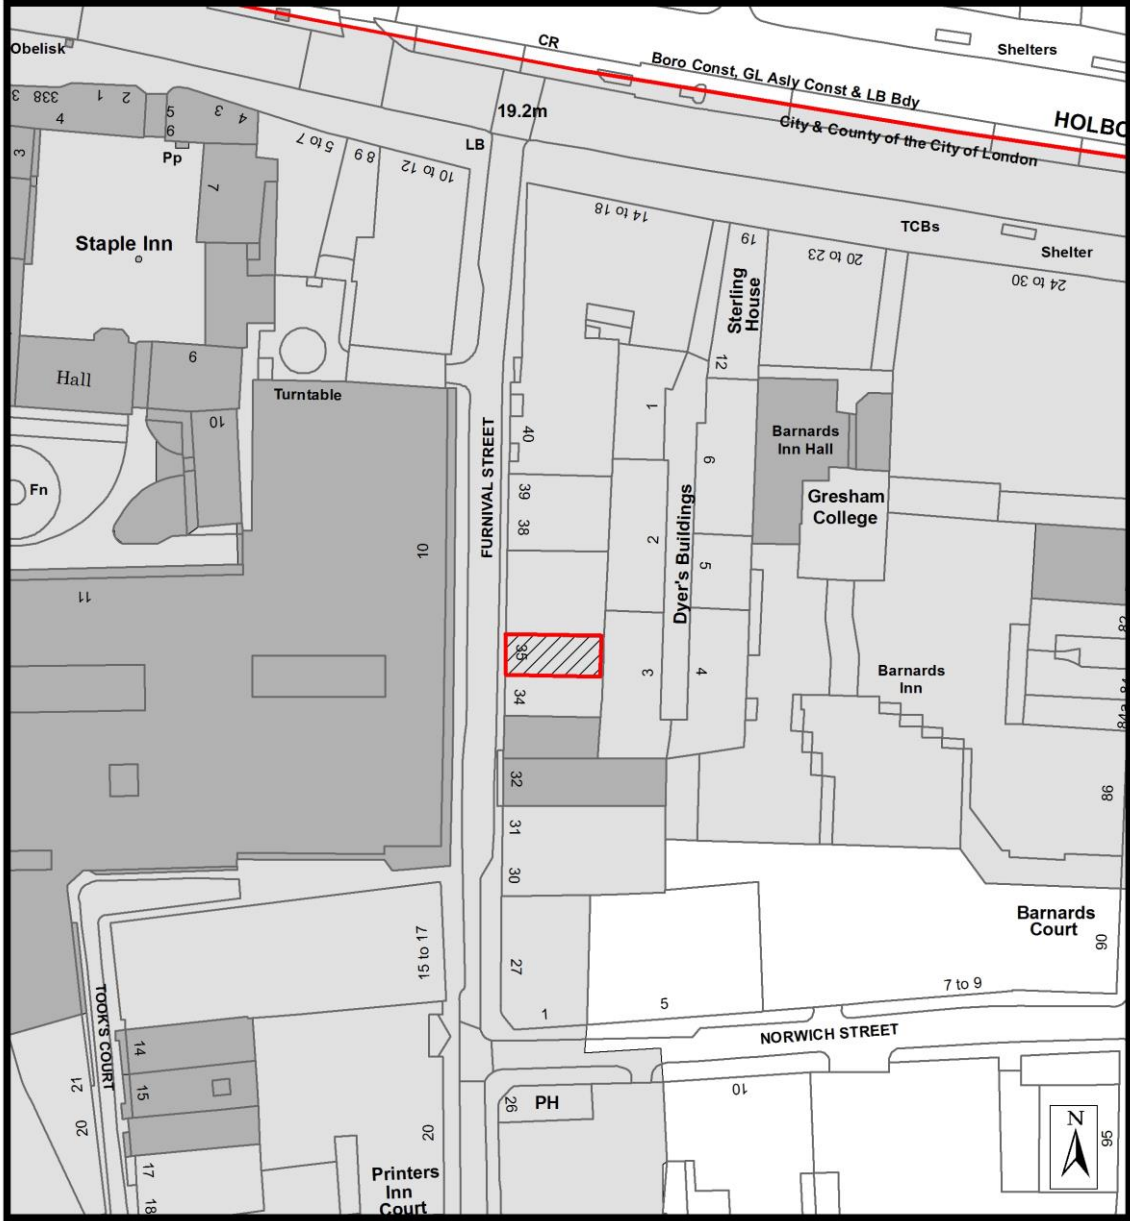 Obelisk
CR
Boro Const, GL Asly Const & LB Bdy
Shelters
HOLBO
City & County of the City of London
19.2m
LB
3
338
1
2
4
5
6
3
4
Pp
3
7
5 to 7
8 9
10 to 12
14 to 18
19
20 to 23
TCBs
Shelter
24 to 30
Staple Inn
Sterling
House
12
Hall
9
10
Turntable
FURNIVAL STREET
40
1
6
Barnards
Inn Hall
Gresham
College
Fn
39
38
2
Dyer's Buildings
5
10
11
35
34
3
4
Barnards
Inn
84
84a
86
32
31
30
27
1
5
7 to 9
Barnards
Court
90
15 to 17
NORWICH STREET
TOOK'S COURT
14
15
21
20
17
18
20
26
PH
10
95
N
Printers
Inn
Court